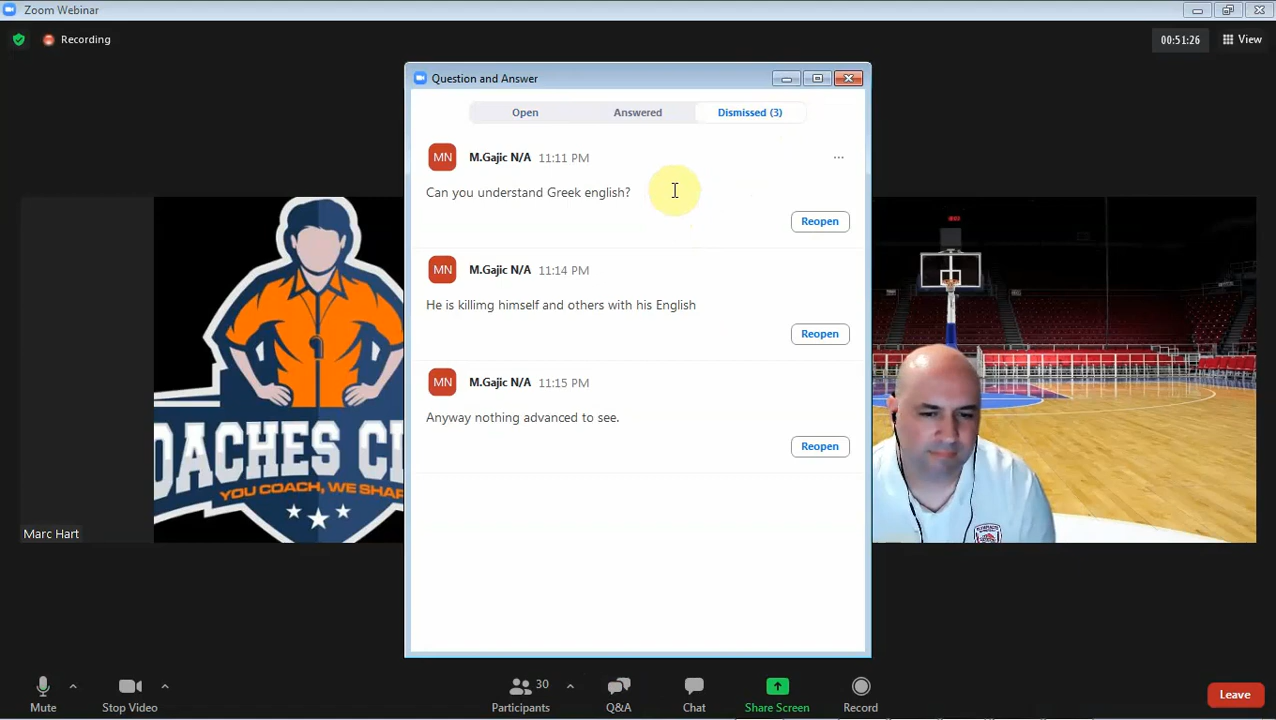 Zoom Webinar
Recording
00:51:26
View
Question and Answer
Open
Answered
Dismissed (3)
MN
M.Gajic N/A 11:11 PM
Can you understand Greek english?
Reopen
MN
M.Gajic N/A 11:14 PM
He is killimg himself and others with his English
Reopen
MN
M.Gajic N/A 11:15 PM
Anyway nothing advanced to see.
Reopen
OACHES CL
YOU COACH, WE SHAR
Marc Hart
Mute
Stop Video
30
Participants
Q&A
Chat
Share Screen
Record
Leave